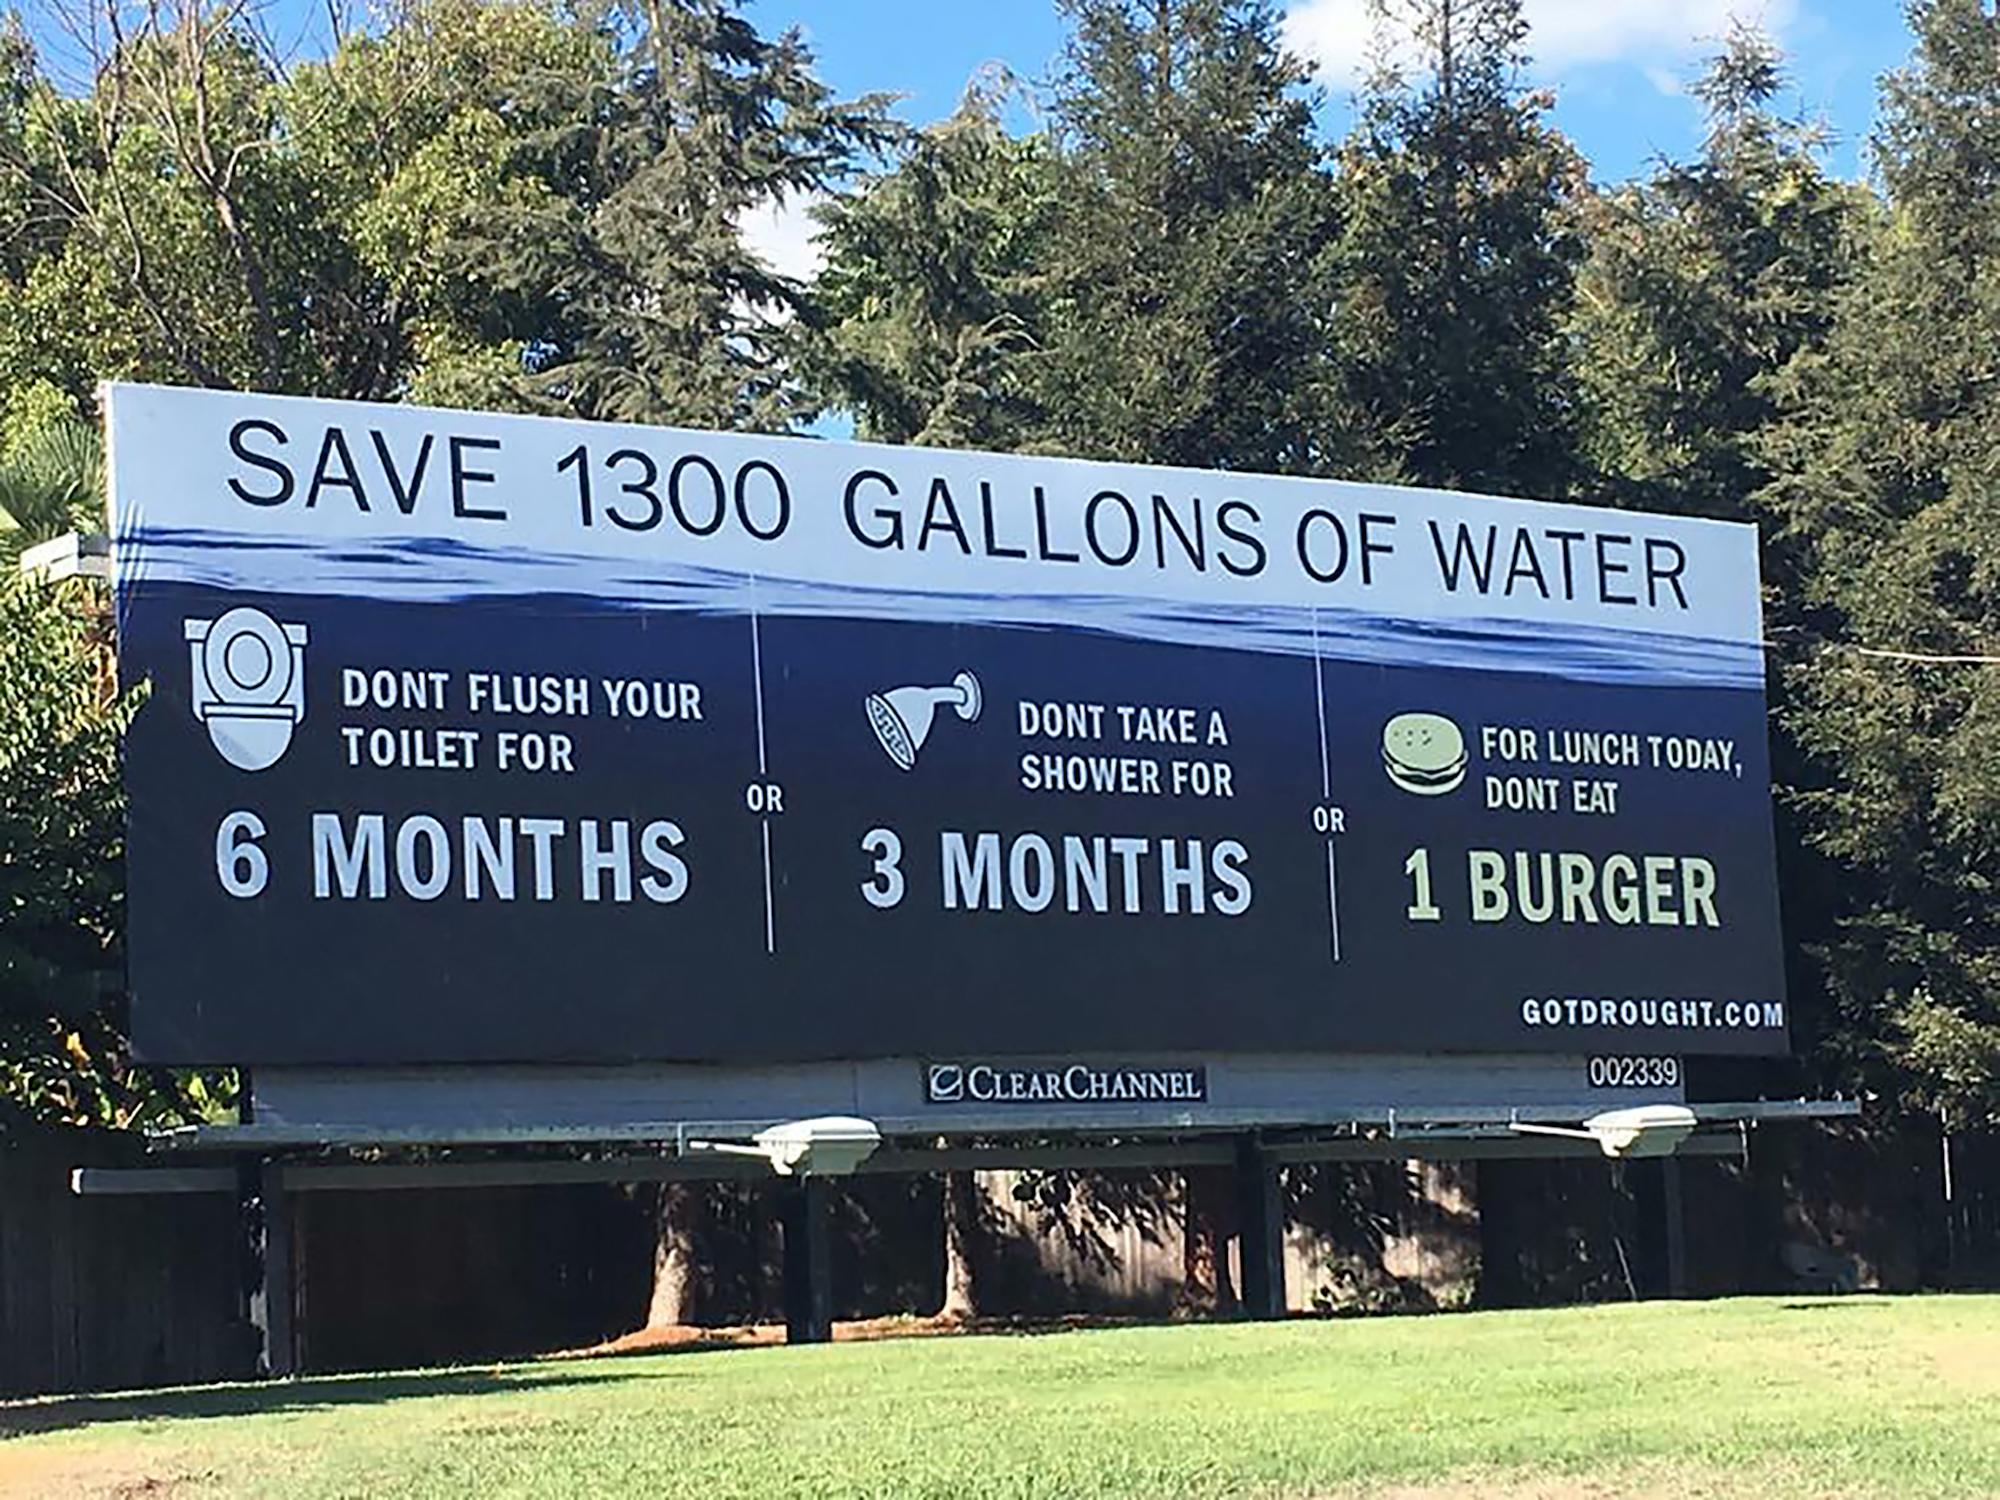 SAVE 1300 GALLONS OF WATER
DONT FLUSH YOUR
TOILET FOR
6 MONTHS
OR
DONT TAKE A
SHOWER FOR
3 MONTHS
OR
FOR LUNCH TODAY,
DONT EAT
1 BURGER
GOTDROUGHT.COM
CLEARCHANNEL
002339